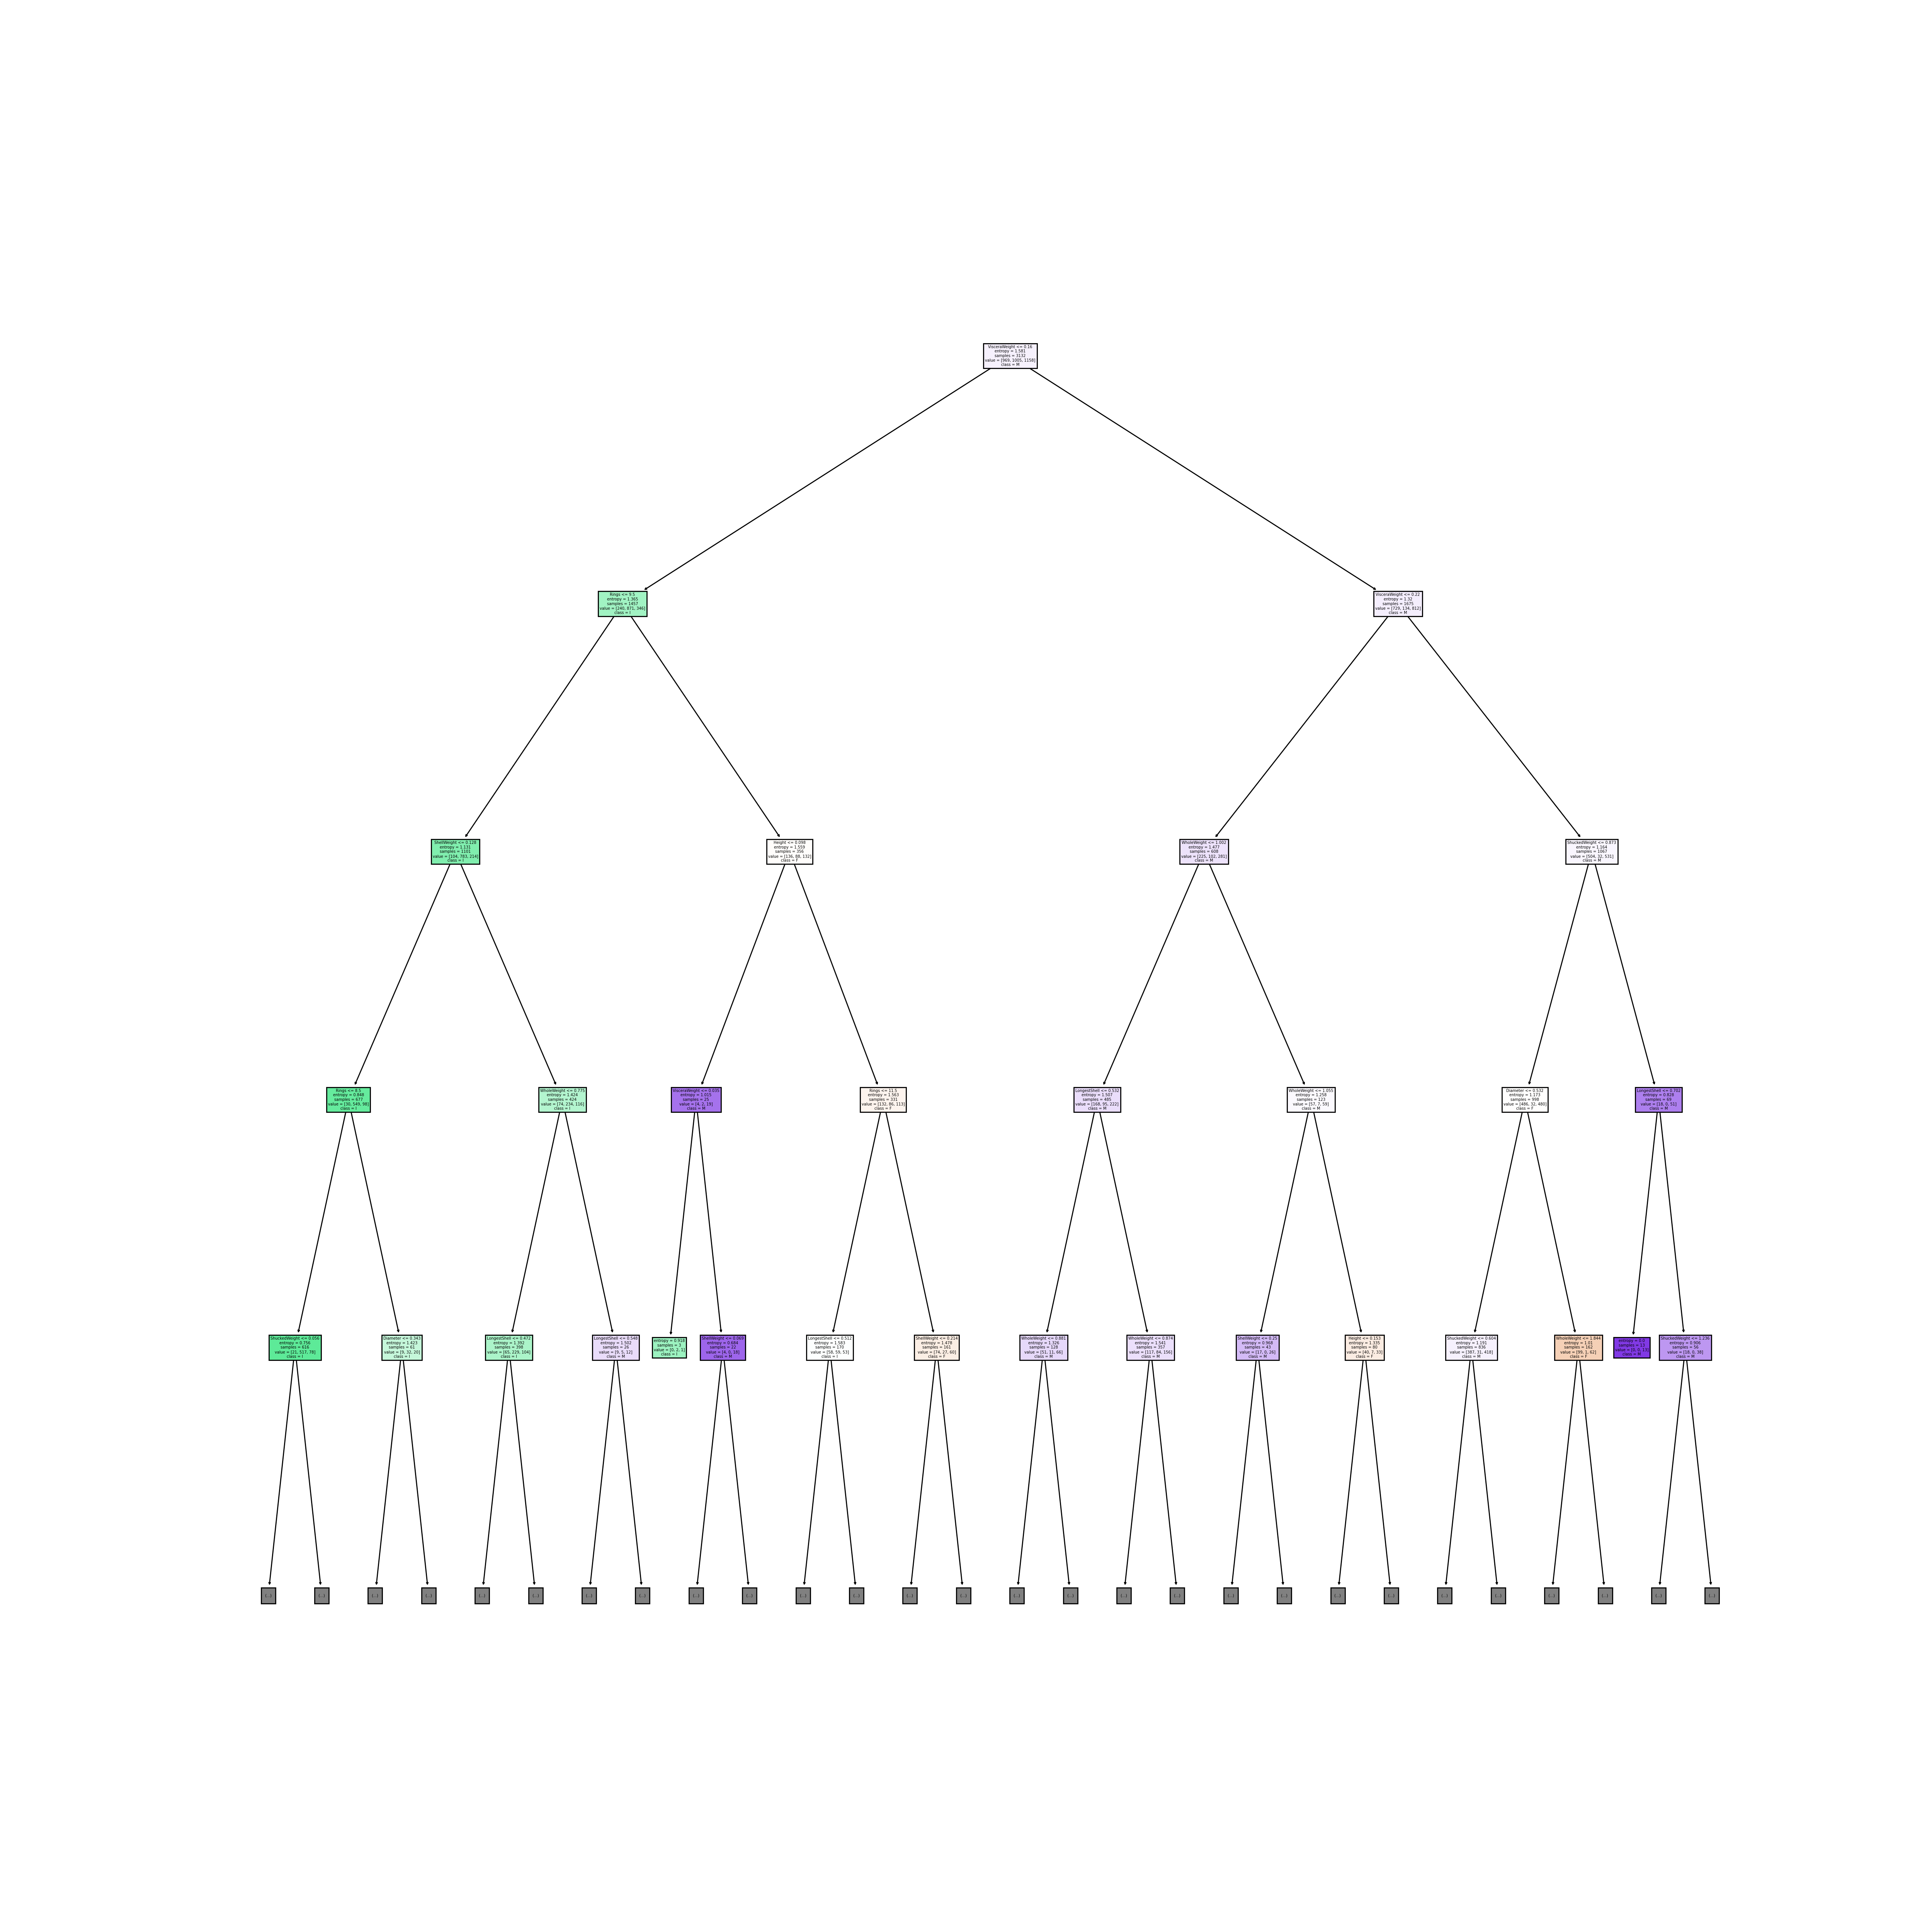 VisceraWeight <= 0.16
entropy = 1.581
samples = 3132
value = [969, 1005, 1158]
class = M
Rings <= 9.5
entropy = 1.365
samples = 1457
value = [240, 871, 346]
class = I
VisceraWeight <= 0.22
entropy = 1.32
samples = 1675
value = [729, 134, 812]
class = M
ShellWeight <= 0.128
entropy = 1.131
samples = 1101
value = [104, 783, 214]
class = I
Height <= 0.098
entropy = 1.559
samples = 356
value = [136, 88, 132]
class = F
WholeWeight <= 1.002
entropy = 1.477
samples = 608
value = [225, 102, 281]
class = M
ShuckedWeight <= 0.873
entropy = 1.164
samples = 1067
value = [504, 32, 531]
class = M
Rings <= 8.5
entropy = 0.848
samples = 677
value = [30, 549, 98]
class = I
WholeWeight <= 0.775
entropy = 1.424
samples = 424
value = [74, 234, 116]
class = I
entropy = 1.015
samples = 25
value = [4, 2, 19]
class = M
Rings <= 11.5
entropy = 1.563
samples = 331
value = [132, 86, 113]
class = F
LongestShell <= 0.532
entropy = 1.507
samples = 485
value = [168, 95, 222]
class = M
WholeWeight <= 1.055
entropy = 1.258
samples = 123
value = [57, 7, 59]
class = M
Diameter <= 0.532
entropy = 1.173
samples = 998
value = [486, 32, 480]
class = F
LongestShell <= 0.702
entropy = 0.828
samples = 69
value = [18, 0, 51]
class = M
ShuckedWeight <= 0.056
entropy = 0.756
samples = 616
value = [21, 517, 78]
class = I
Diameter <= 0.343
entropy = 1.423
samples = 61
value = [9, 32, 20]
class = I
LongestShell <= 0.472
entropy = 1.392
samples = 398
value = [65, 229, 104]
class = I
LongestShell <= 0.548
entropy = 1.502
samples = 26
value = [9, 5, 12]
class = M
entropy = 0.918
samples = 3
value = [0, 2, 1]
class = I
entropy = 0.684
samples = 22
value = [4, 0, 18]
class = M
LongestShell <= 0.512
entropy = 1.583
samples = 170
value = [58, 59, 53]
class = I
ShellWeight <= 0.214
entropy = 1.478
samples = 161
value = [74, 27, 60]
class = F
WholeWeight <= 0.981
entropy = 1.326
samples = 128
value = [51, 11, 66]
class = M
WholeWeight <= 0.874
entropy = 1.541
samples = 357
value = [117, 84, 156]
class = M
ShellWeight <= 0.25
entropy = 0.968
samples = 43
value = [17, 0, 26]
class = M
Height <= 0.153
entropy = 1.335
samples = 80
value = [40, 7, 33]
class = F
ShuckedWeight <= 0.604
entropy = 1.191
samples = 836
value = [387, 31, 418]
class = M
WholeWeight <= 1.844
entropy = 1.01
samples = 162
value = [99, 1, 62]
class = F
entropy = 0.0
samples = 13
value = [0, 0, 13]
class = M
entropy = 0.906
samples = 56
value = [18, 0, 38]
class = M